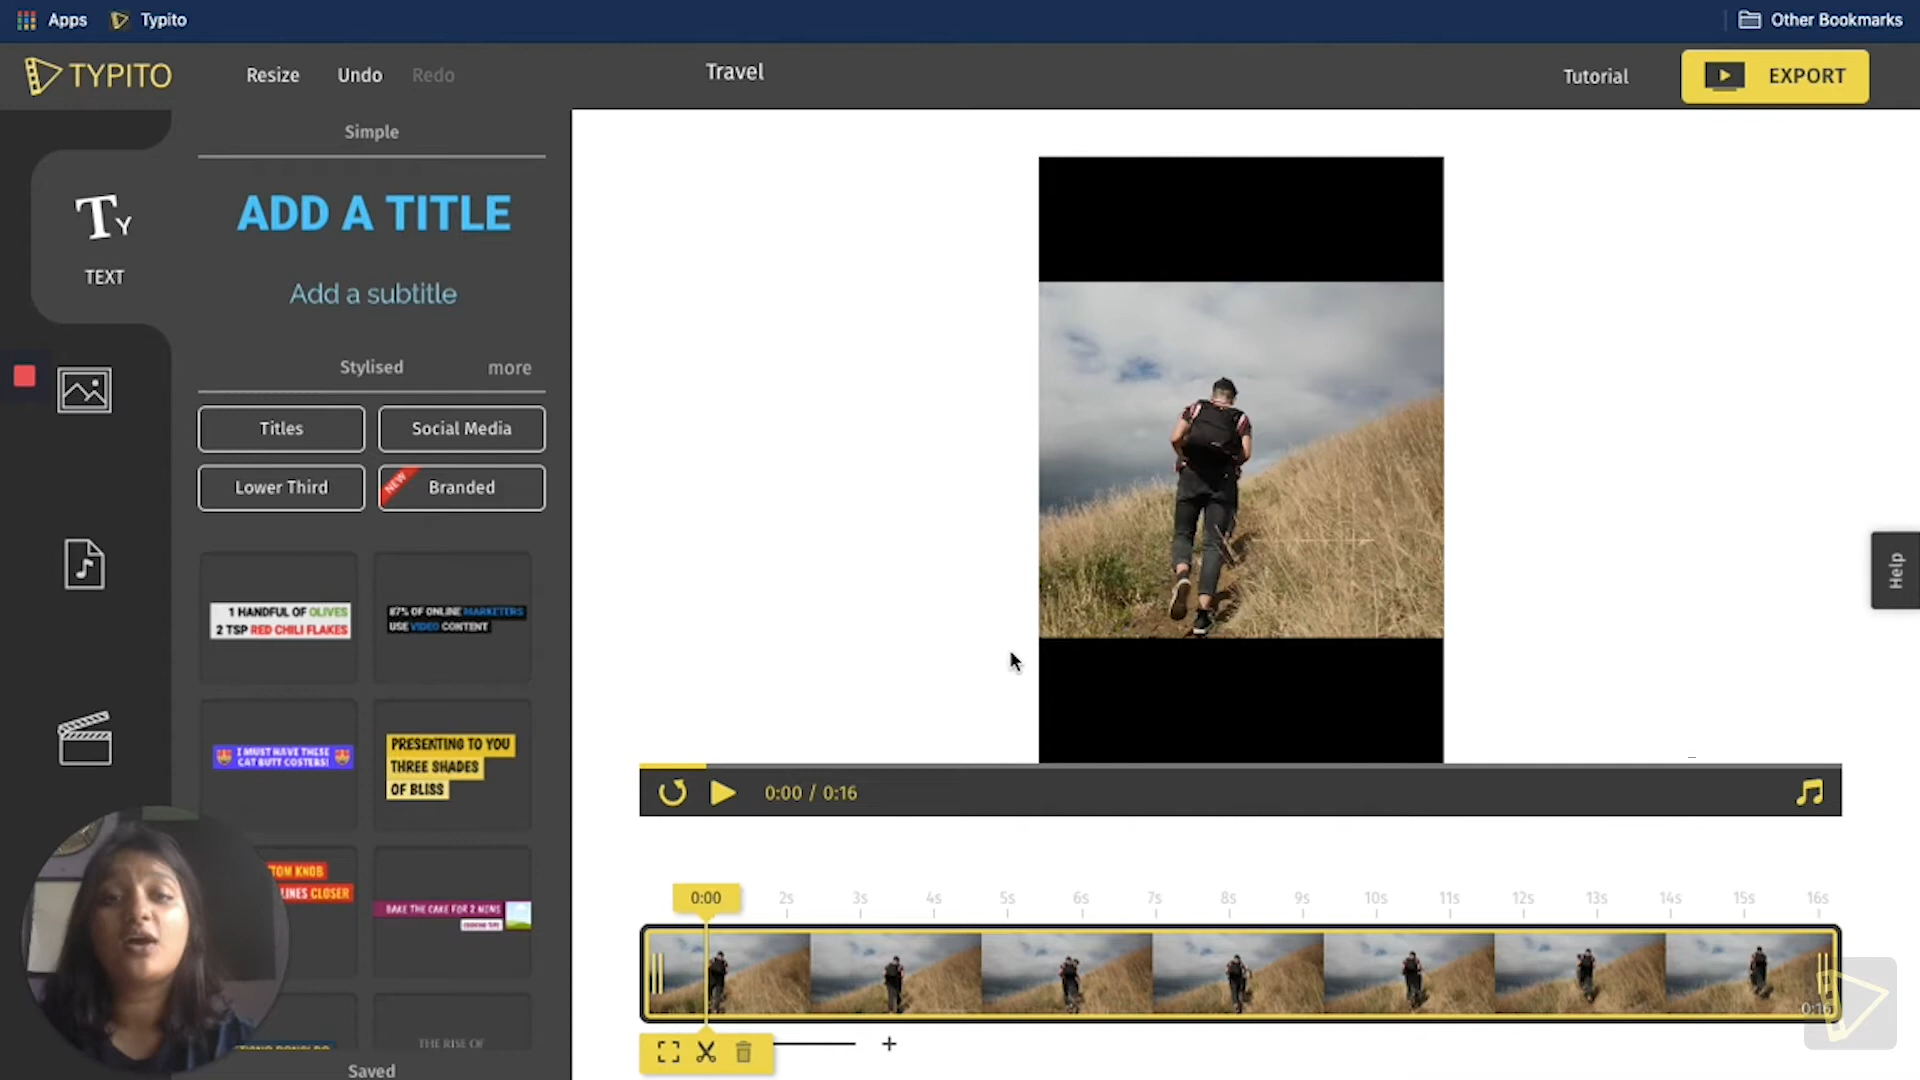 Apps Typito Other Bookmarks
TYPITO Resize Undo Redo Travel Tutorial EXPORT
Simple
ADD A TITLE
Add a subtitle
TEXT
Stylised more
Titles Social Media
Lower Third NEW Branded
1 HANDFUL OF OLIVES
2 TSP RED CHILI FLAKES
87% OF ONLINE MARKETERS
USE VIDEO CONTENT
I MUST HAVE THESE
CAT BUTT COSTERS!
PRESENTING TO YOU
THREE SHADES
OF BLISS
TOM KNOB
LINES CLOSER
BAKE THE CAKE FOR 2 MINS
THE RISE OF
Saved
Help
0:00 / 0:16
0:00 2s 3s 4s 5s 6s 7s 8s 9s 10s 11s 12s 13s 14s 15s 16s
0:16